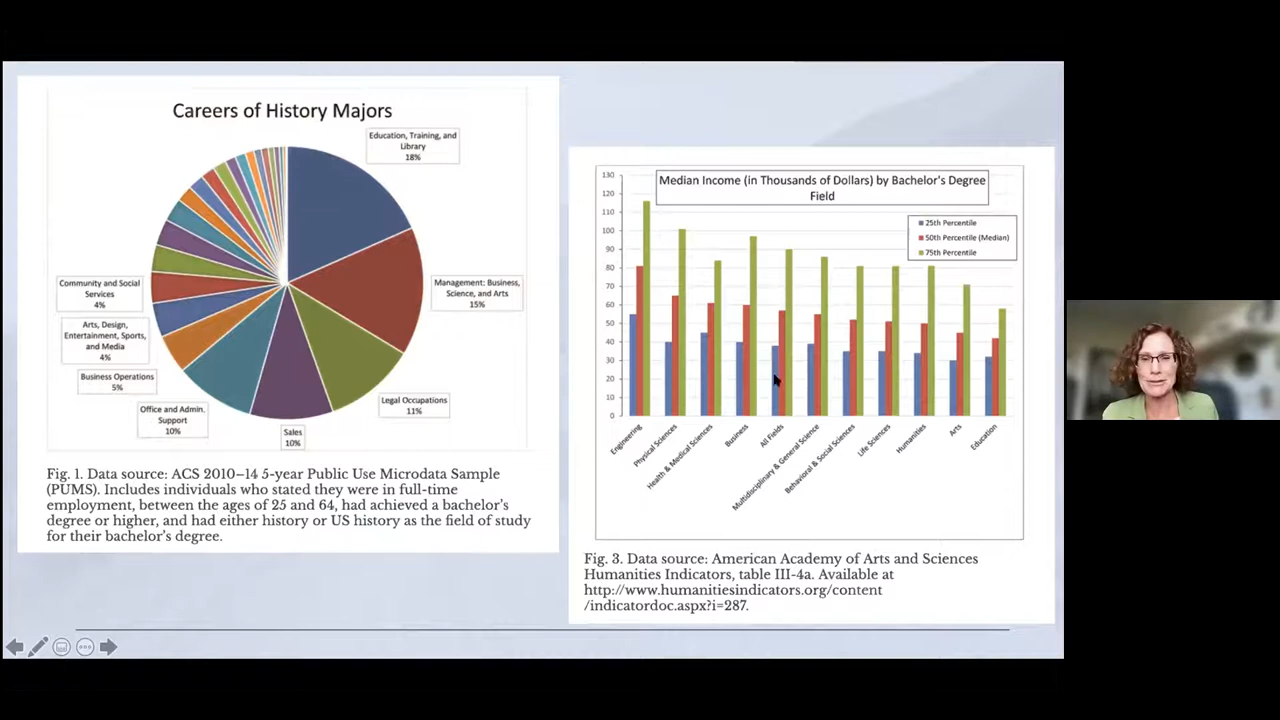 Careers of History Majors
Education, Training, and
Library
18%
Management: Business,
Science, and Arts
15%
Legal Occupations
11%
Sales
10%
Office and Admin.
Support
10%
Business Operations
5%
Arts, Design,
Entertainment, Sports,
and Media
4%
Community and Social
Services
4%
Fig. 1. Data source: ACS 2010–14 5-year Public Use Microdata Sample
(PUMS). Includes individuals who stated they were in full-time
employment, between the ages of 25 and 64, had achieved a bachelor's
degree or higher, and had either history or US history as the field of study
for their bachelor's degree.
Median Income (in Thousands of Dollars) by Bachelor's Degree
Field
25th Percentile
50th Percentile (Median)
75th Percentile
130
120
110
100
90
80
70
60
50
40
30
20
10
0
Engineering
Physical Sciences
Health & Medical Sciences
Business
All Fields
Multidisciplinary & General Science
Behavioral & Social Sciences
Life Sciences
Humanities
Arts
Education
Fig. 3. Data source: American Academy of Arts and Sciences
Humanities Indicators, table III-4a. Available at
http://www.humanitiesindicators.org/content
/indicatordoc.aspx?i=287.